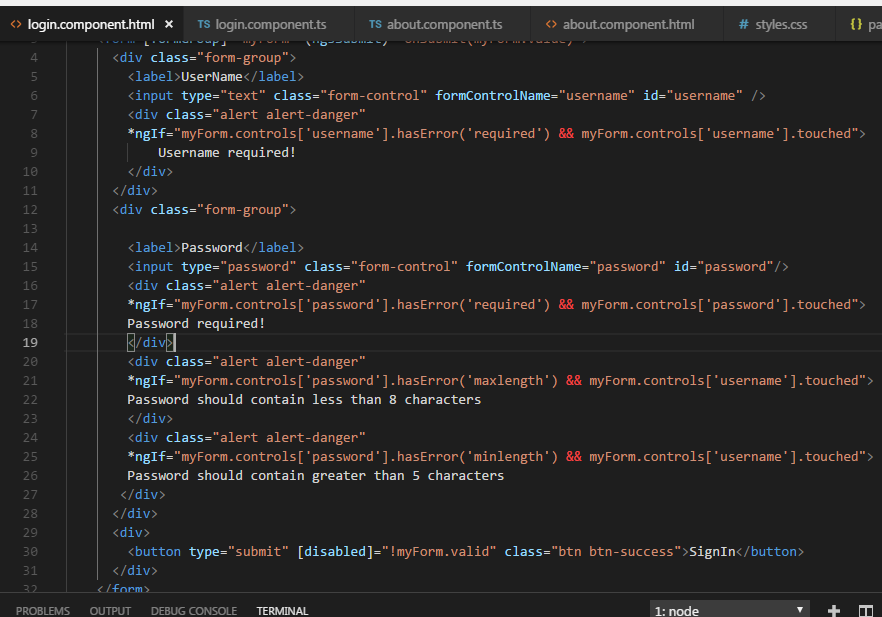 <> login.component.html × TS login.component.ts TS about.component.ts <> about.component.html # styles.css {} pa
4 <div class="form-group">
5 <label>UserName</label>
6 <input type="text" class="form-control" formControlName="username" id="username" />
7 <div class="alert alert-danger"
8 *ngIf="myForm.controls['username'].hasError('required') && myForm.controls['username'].touched">
9 Username required!
10 </div>
11 </div>
12 <div class="form-group">
13
14 <label>Password</label>
15 <input type="password" class="form-control" formControlName="password" id="password"/>
16 <div class="alert alert-danger"
17 *ngIf="myForm.controls['password'].hasError('required') && myForm.controls['password'].touched">
18 Password required!
19 </div>
20 <div class="alert alert-danger"
21 *ngIf="myForm.controls['password'].hasError('maxlength') && myForm.controls['username'].touched">
22 Password should contain less than 8 characters
23 </div>
24 <div class="alert alert-danger"
25 *ngIf="myForm.controls['password'].hasError('minlength') && myForm.controls['username'].touched">
26 Password should contain greater than 5 characters
27 </div>
28 </div>
29 <div>
30 <button type="submit" [disabled]="!myForm.valid" class="btn btn-success">SignIn</button>
31 </div>
32 </form>
PROBLEMS OUTPUT DEBUG CONSOLE TERMINAL 1: node